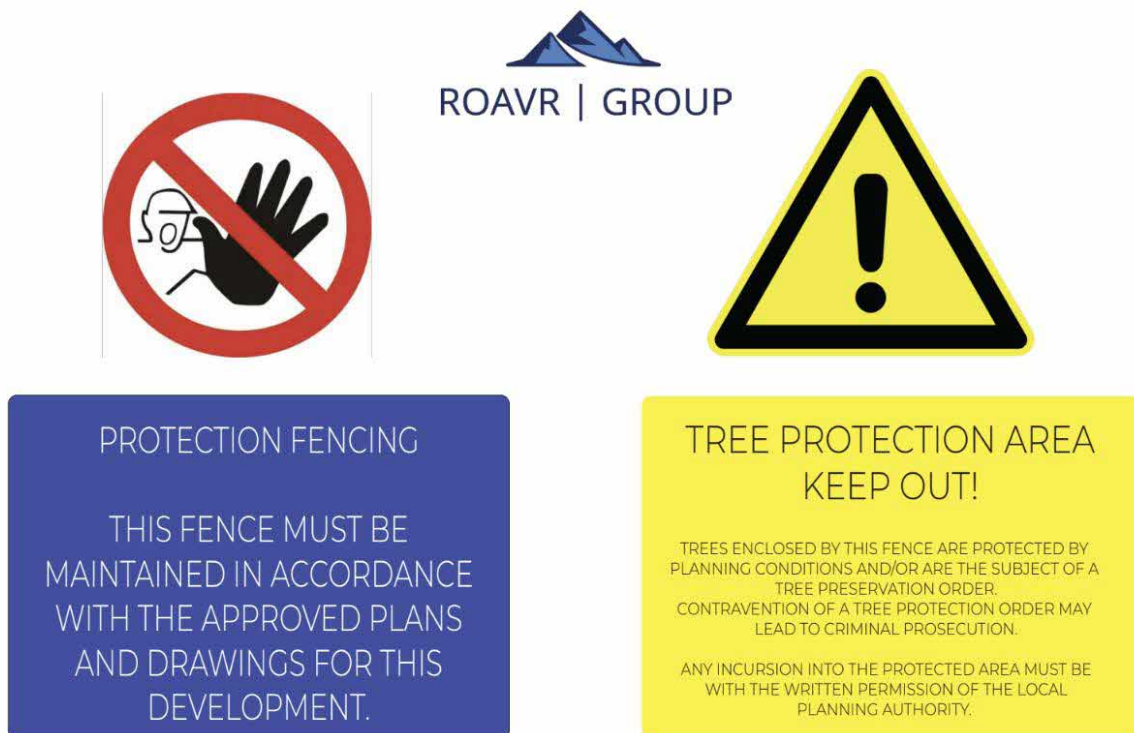 ROAVR | GROUP
PROTECTION FENCING
THIS FENCE MUST BE
MAINTAINED IN ACCORDANCE
WITH THE APPROVED PLANS
AND DRAWINGS FOR THIS
DEVELOPMENT.
TREE PROTECTION AREA
KEEP OUT!
TREES ENCLOSED BY THIS FENCE ARE PROTECTED BY
PLANNING CONDITIONS AND/OR ARE THE SUBJECT OF A
TREE PRESERVATION ORDER.
CONTRAVENTION OF A TREE PROTECTION ORDER MAY
LEAD TO CRIMINAL PROSECUTION.
ANY INCURSION INTO THE PROTECTED AREA MUST BE
WITH THE WRITTEN PERMISSION OF THE LOCAL
PLANNING AUTHORITY.